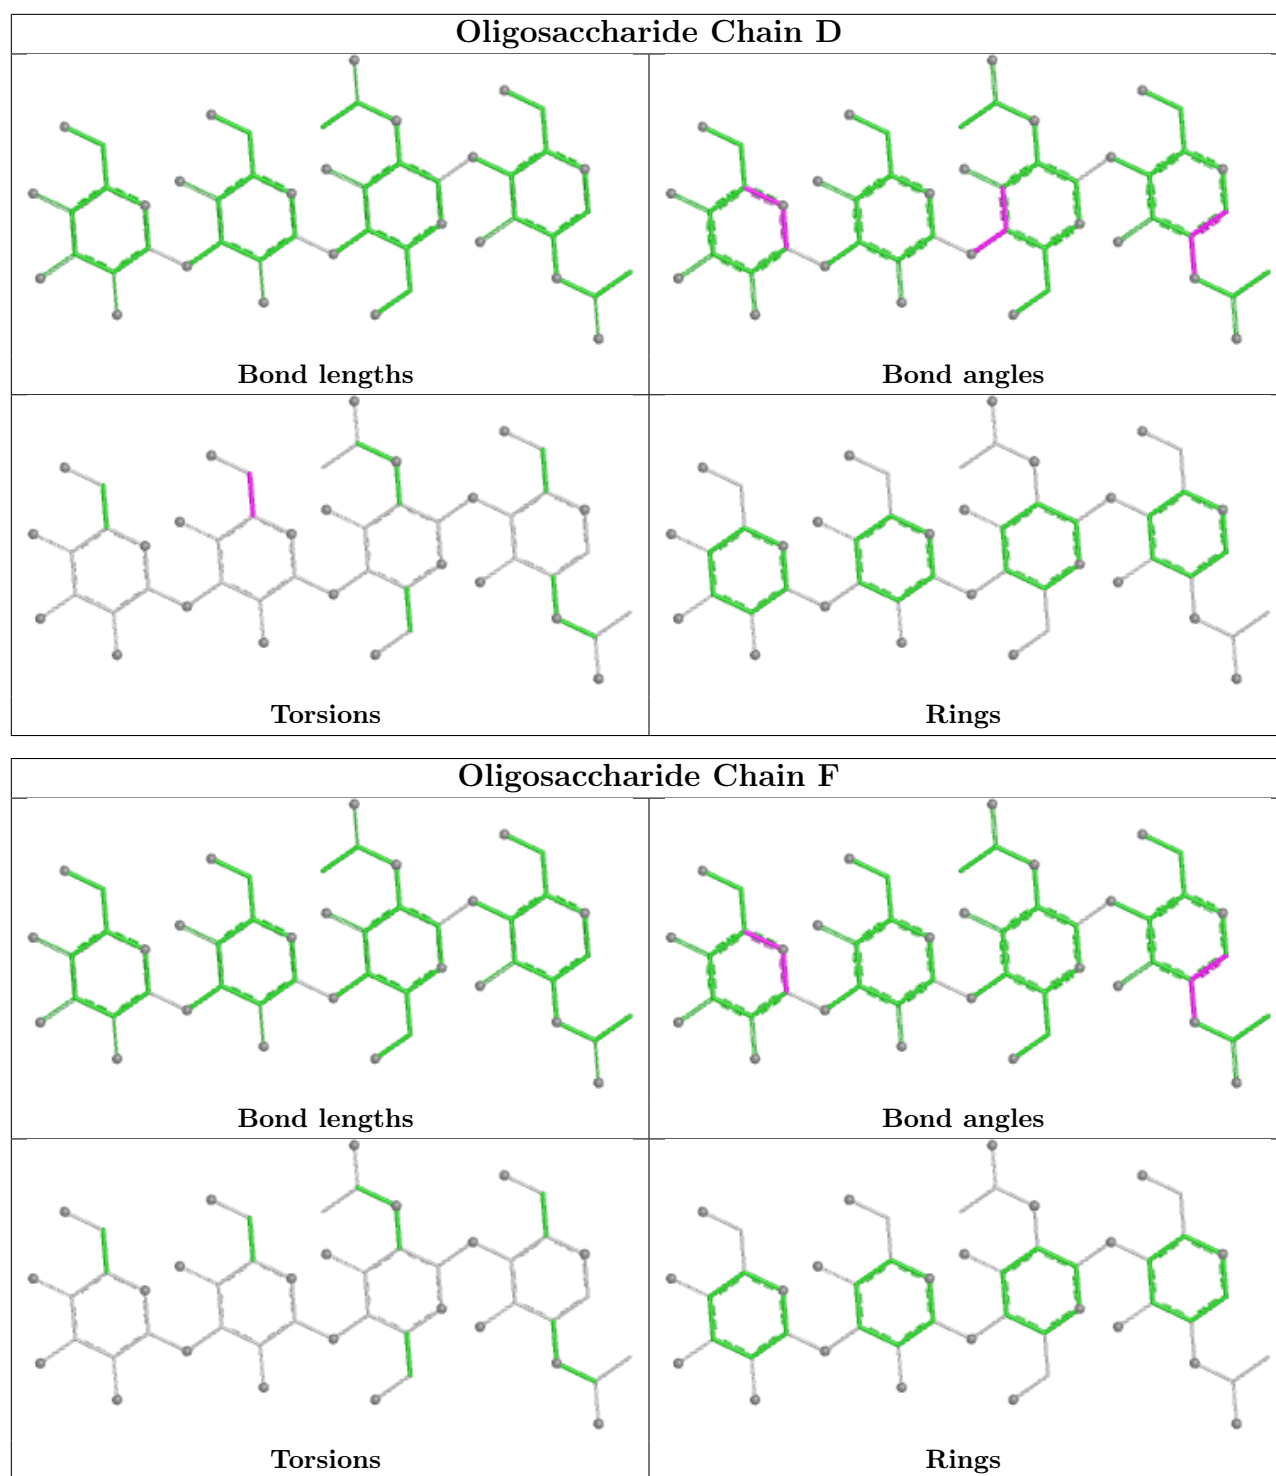 Oligosaccharide Chain D
Bond lengths
Bond angles
Torsions
Rings
Oligosaccharide Chain F
Bond lengths
Bond angles
Torsions
Rings